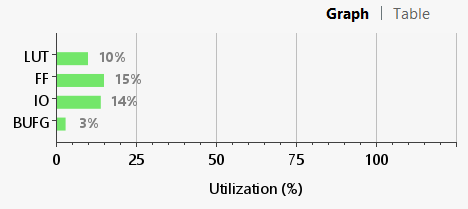 Graph | Table
LUT 10%
FF 15%
IO 14%
BUFG 3%
0 25 50 75 100
Utilization (%)